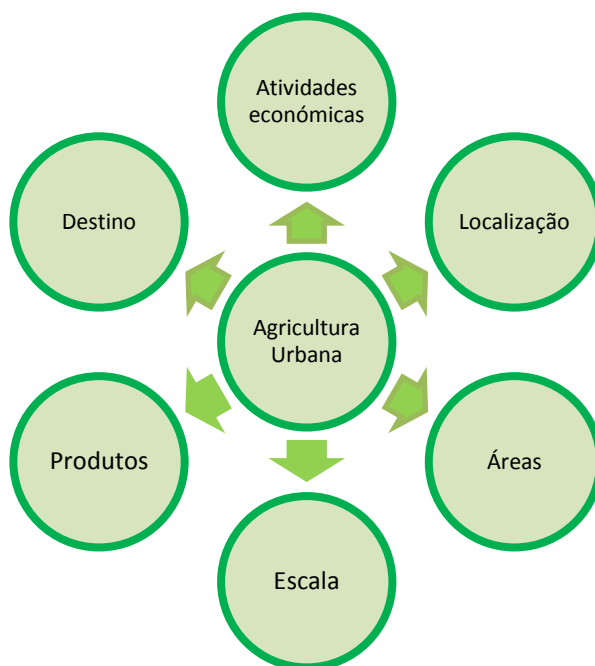 Atividades
económicas
Destino
Localização
Agricultura
Urbana
Produtos
Áreas
Escala